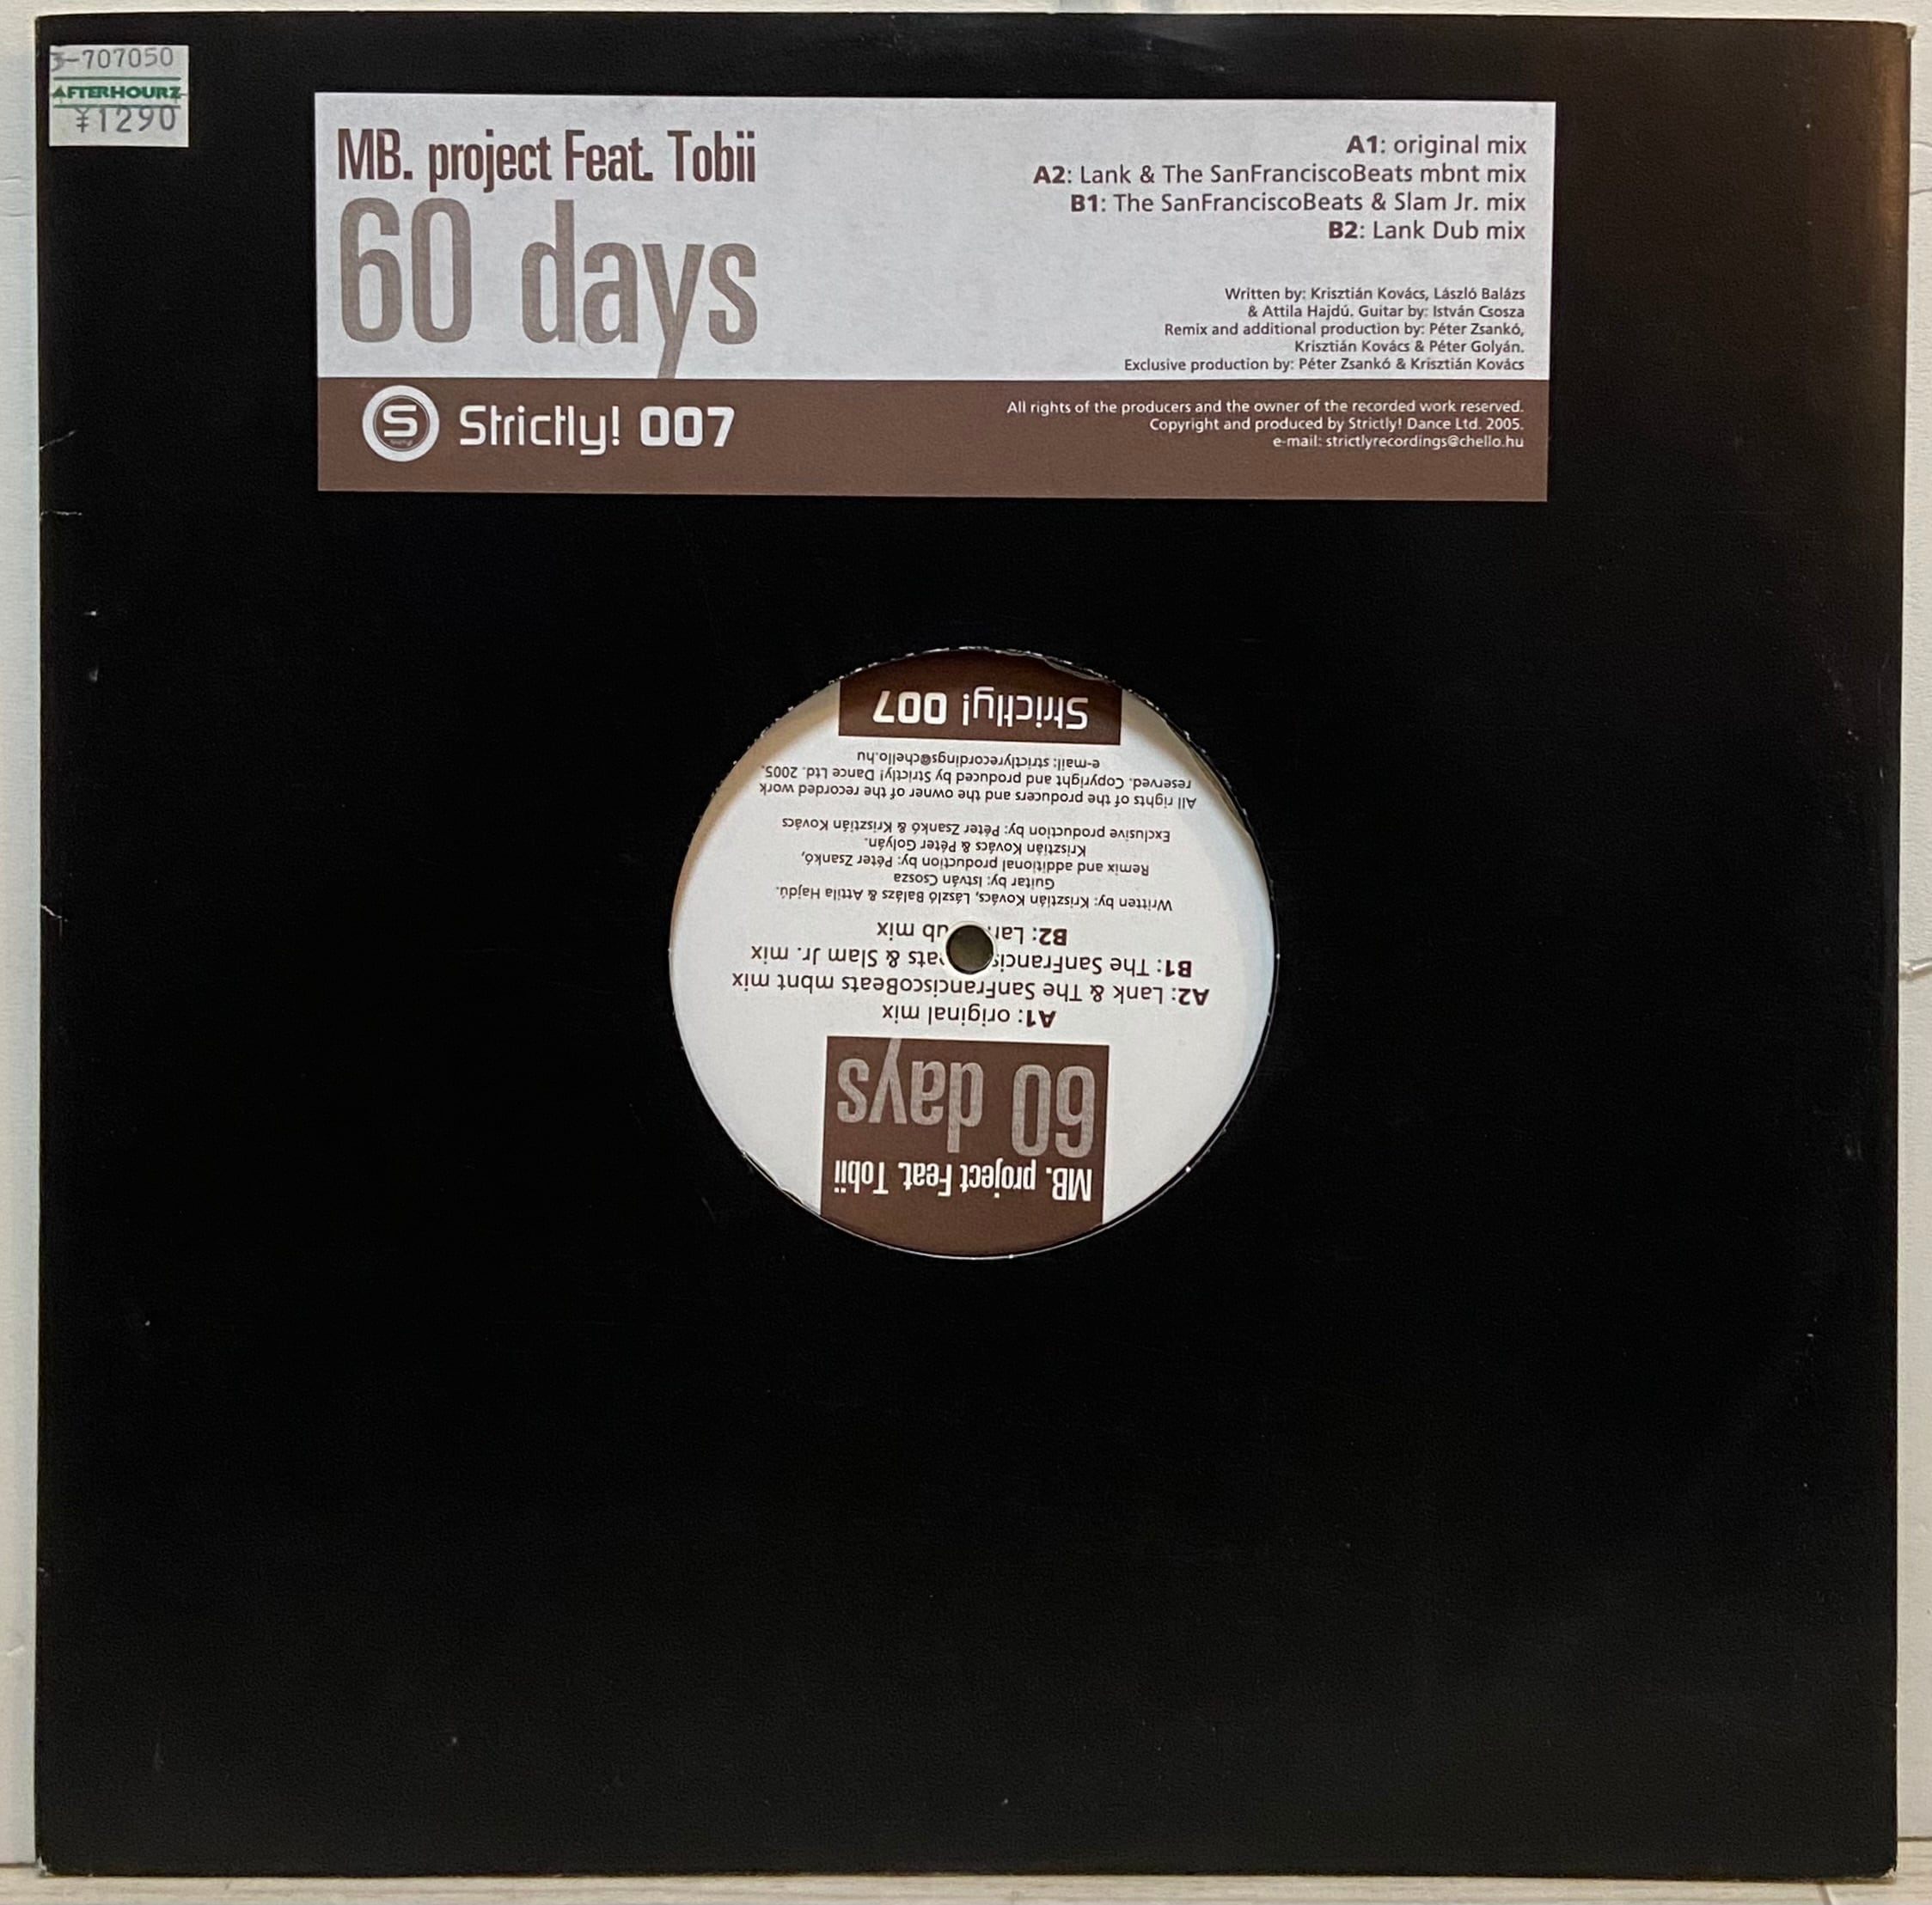 3-707050
AFTERHOURZ
¥1290
MB. project Feat. Tobii
60 days
A1: original mix
A2: Lank & The SanFranciscoBeats mbnt mix
B1: The SanFranciscoBeats & Slam Jr. mix
B2: Lank Dub mix
Written by: Krisztián Kovács, László Balázs
& Attila Hajdú. Guitar by: István Csosza
Remix and additional production by: Péter Zsankó,
Krisztián Kovács & Péter Golyán.
Exclusive production by: Péter Zsankó & Krisztián Kovács
S
Strictly! 007
All rights of the producers and the owner of the recorded work reserved.
Copyright and produced by Strictly! Dance Ltd. 2005.
e-mail: strictlyrecordings@chello.hu
MB. project Feat. Tobii
60 days
A1: original mix
A2: Lank & The SanFranciscoBeats mbnt mix
B1: The SanFrancis ats & Slam Jr. mix
B2: Lan ub mix
Written by: Krisztián Kovács, László Balázs & Attila Hajdú.
Guitar by: István Csosza
Remix and additional production by: Péter Zsankó,
Krisztián Kovács & Péter Golyán.
Exclusive production by: Péter Zsankó & Krisztián Kovács
All rights of the producers and the owner of the recorded work
reserved. Copyright and produced by Strictly! Dance Ltd. 2005.
e-mail: strictlyrecordings@chello.hu
Strictly! 007